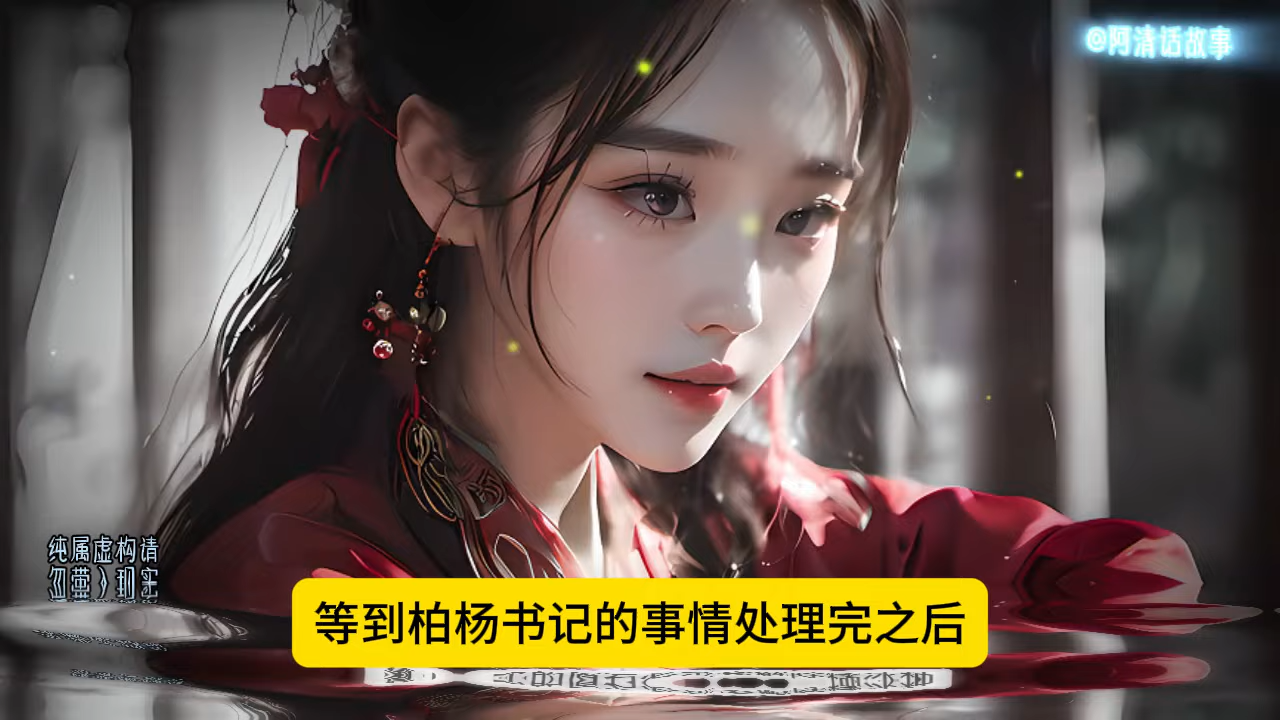 @阿清话故事
纯属虚构请
等到柏杨书记的事情处理完之后